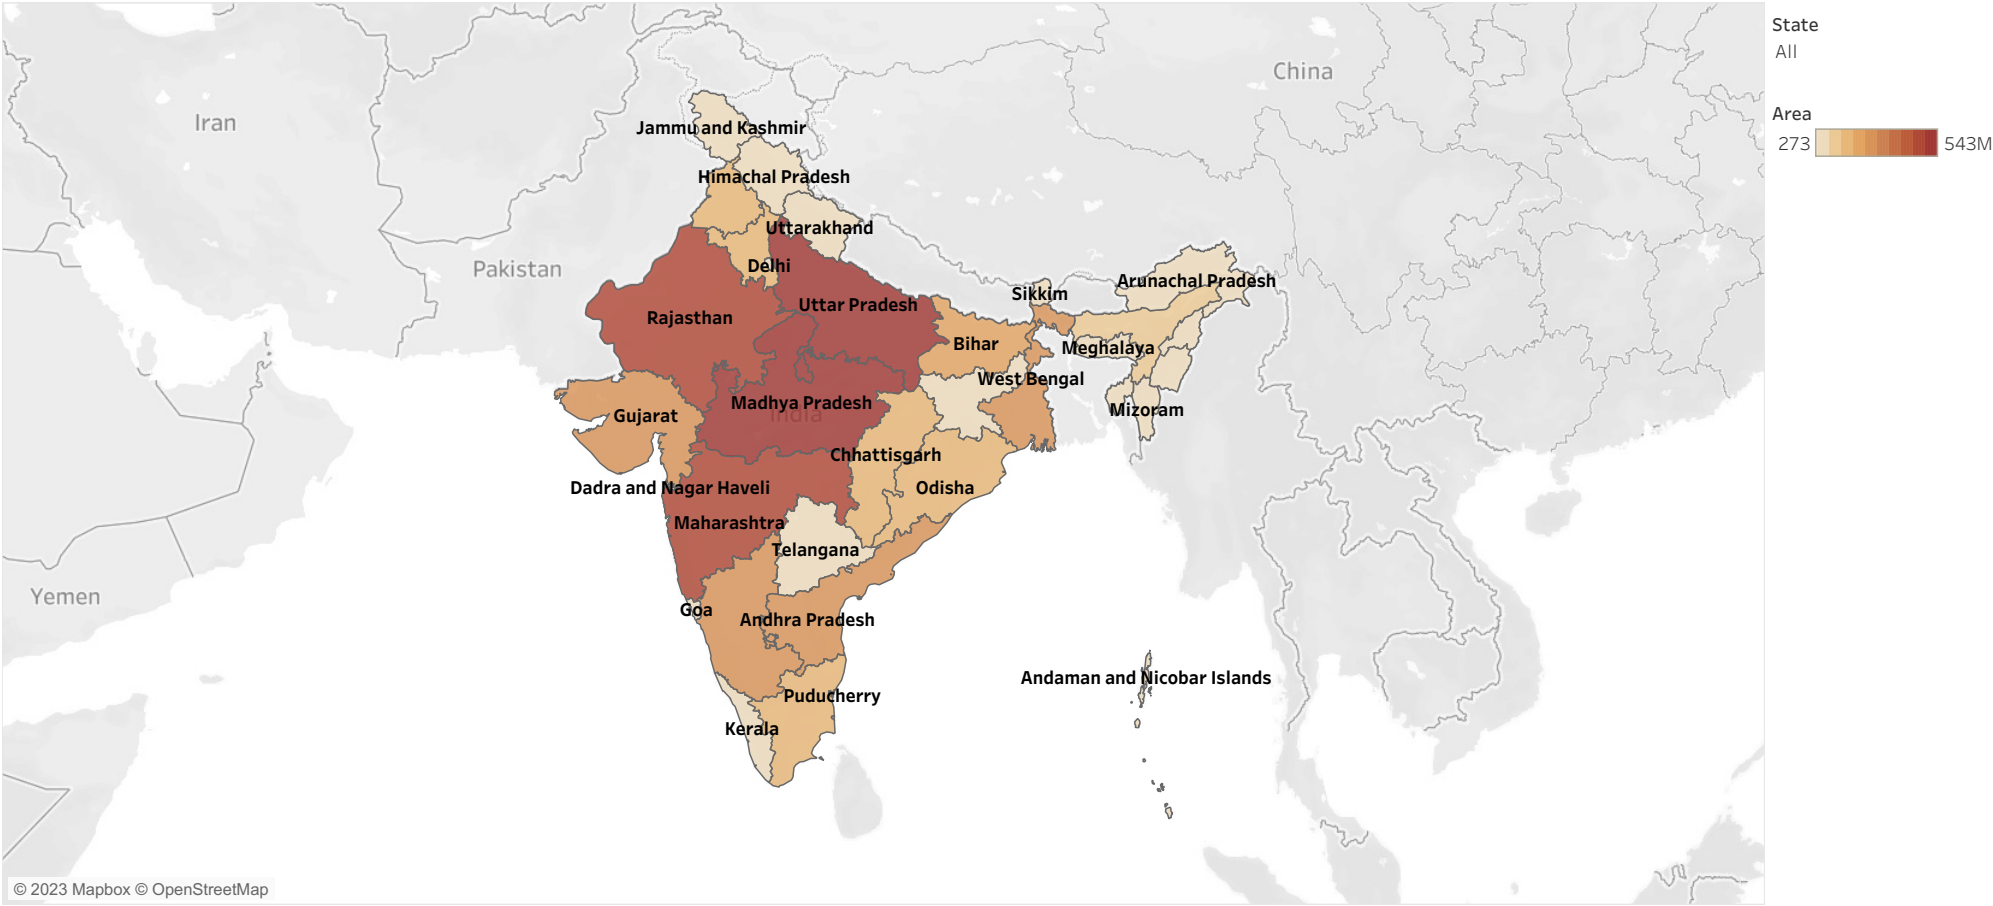 State
All
China
Area
273
543M
Iran
Jammu and Kashmir
Himachal Pradesh
Uttarakhand
Pakistan
Delhi
Arunachal Pradesh
Sikkim
Uttar Pradesh
Rajasthan
Bihar
Meghalaya
West Bengal
Madhya Pradesh
India
Mizoram
Gujarat
Chhattisgarh
Dadra and Nagar Haveli
Odisha
Maharashtra
Telangana
Yemen
Goa
Andhra Pradesh
Andaman and Nicobar Islands
Puducherry
Kerala
© 2023 Mapbox © OpenStreetMap